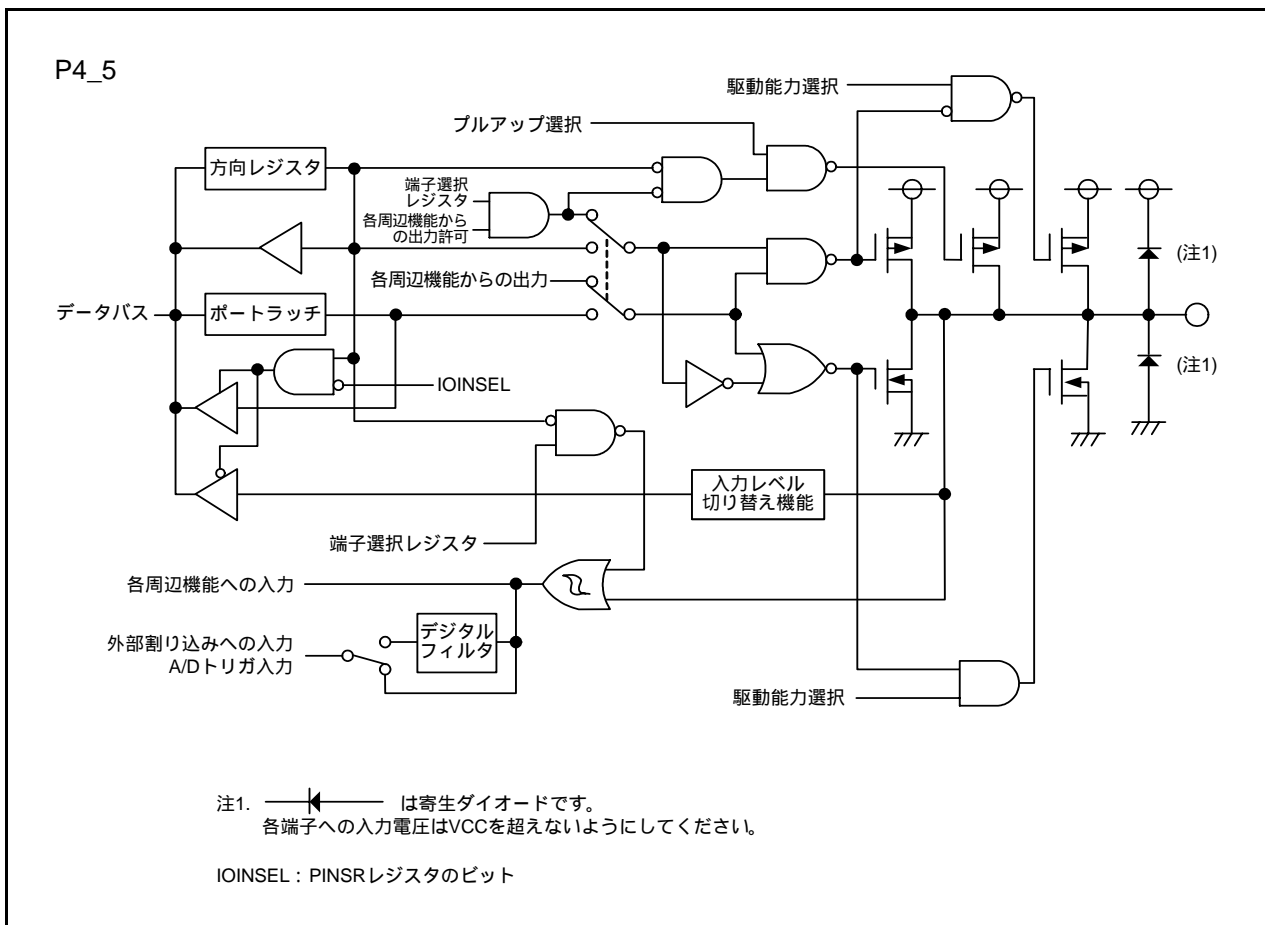 P4_5
駆動能力選択
プルアップ選択
方向レジスタ
端子選択
レジスタ
各周辺機能から
の出力許可
各周辺機能からの出力
(注1)
データバス
ポートラッチ
(注1)
IOINSEL
入力レベル
切り替え機能
端子選択レジスタ
各周辺機能への入力
デジタル
フィルタ
外部割り込みへの入力
A/Dトリガ入力
駆動能力選択
注1. は寄生ダイオードです。
各端子への入力電圧はVCCを超えないようにしてください。
IOINSEL : PINSRレジスタのビット